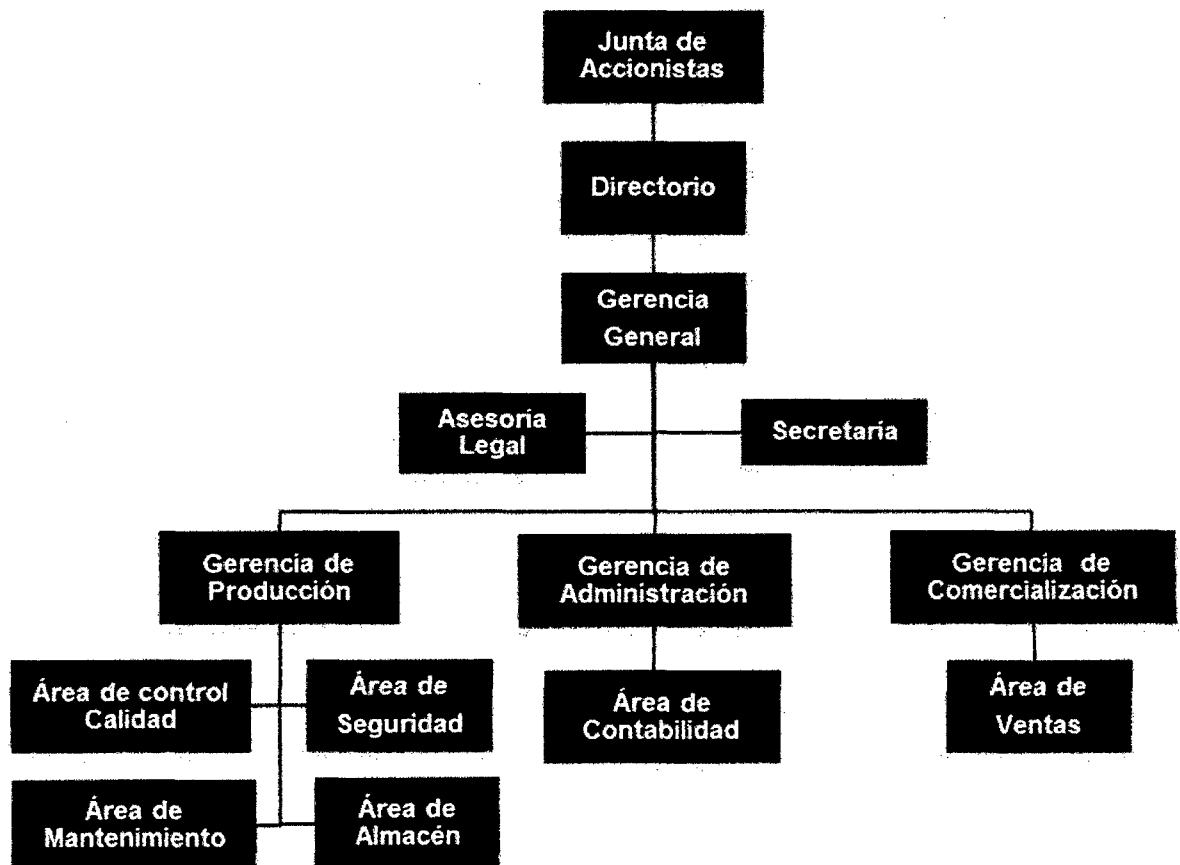 Junta de
Accionistas
Directorio
Gerencia
General
Asesoría
Legal
Secretaria
Gerencia de
Producción
Gerencia de
Administración
Gerencia de
Comercialización
Área de control
Calidad
Área de
Seguridad
Área de
Contabilidad
Área de
Ventas
Área de
Mantenimiento
Área de
Almacén